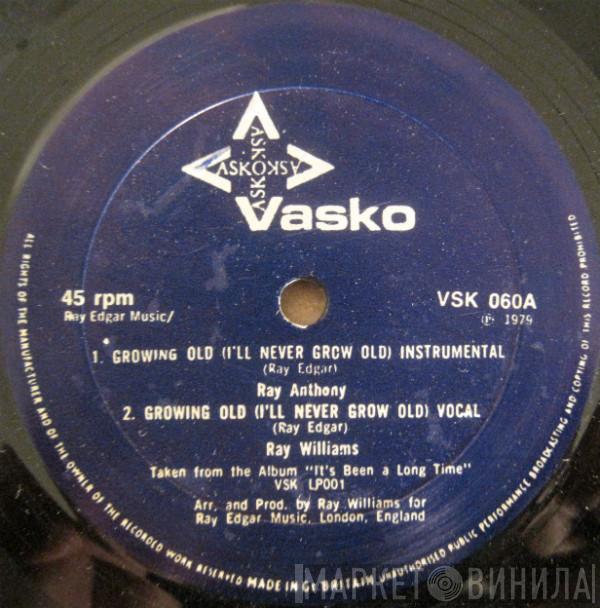 VASKO
ASKO ASKO
VASKO
Vasko
45 rpm
VSK 060A
Ray Edgar Music/
℗ 1979
1. GROWING OLD (I'LL NEVER GROW OLD) INSTRUMENTAL
(Ray Edgar)
Ray Anthony
2. GROWING OLD (I'LL NEVER GROW OLD) VOCAL
(Ray Edgar)
Ray Williams
Taken from the Album "It's Been a Long Time"
VSK LP001
Arr. and Prod. by Ray Williams for
Ray Edgar Music, London, England
ALL RIGHTS OF THE MANUFACTURER AND OF THE OWNER OF THE RECORDED WORK RESERVED UNAUTHORISED PUBLIC PERFORMANCE BROADCASTING AND COPYING OF THIS RECORD PROHIBITED
MADE IN GT BRITAIN
МАРКЕТ ВИНИЛА